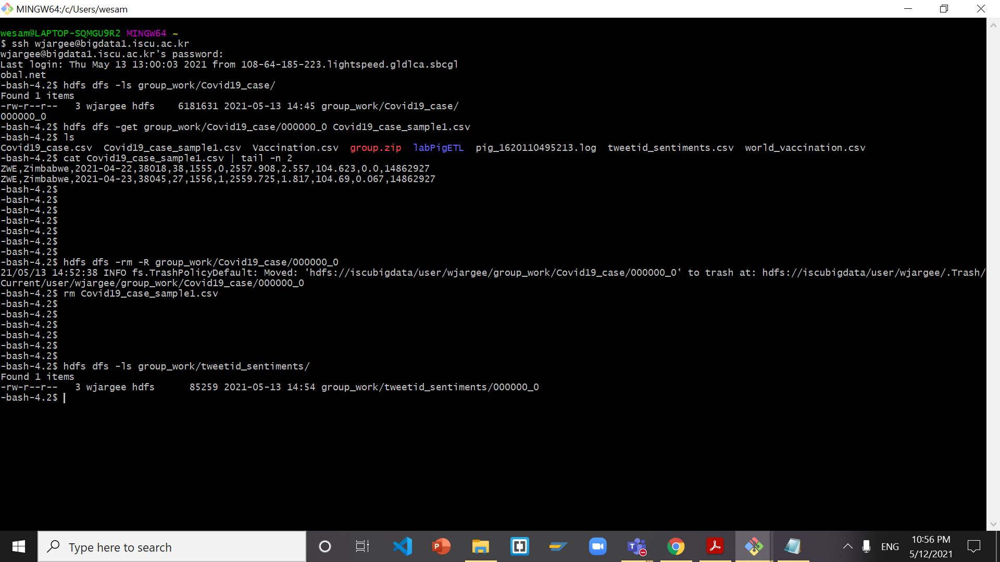 MINGW64:/c/Users/wesam
wesam@LAPTOP-SQMGU9R2 MINGW64 ~
$ ssh wjargee@bigdata1.iscu.ac.kr
wjargee@bigdata1.iscu.ac.kr's password:
Last login: Thu May 13 13:00:03 2021 from 108-64-185-223.lightspeed.gldlca.sbcgl
obal.net
-bash-4.2$ hdfs dfs -ls group_work/Covid19_case/
Found 1 items
-rw-r--r--   3 wjargee hdfs    6181631 2021-05-13 14:45 group_work/Covid19_case/
000000_0
-bash-4.2$ hdfs dfs -get group_work/Covid19_case/000000_0 Covid19_case_sample1.csv
-bash-4.2$ ls
Covid19_case.csv  Covid19_case_sample1.csv  Vaccination.csv  group.zip  labPigETL  pig_1620110495213.log  tweetid_sentiments.csv  world_vaccination.csv
-bash-4.2$ cat Covid19_case_sample1.csv | tail -n 2
ZWE,Zimbabwe,2021-04-22,38018,38,1555,0,2557.908,2.557,104.623,0.0,14862927
ZWE,Zimbabwe,2021-04-23,38045,27,1556,1,2559.725,1.817,104.69,0.067,14862927
-bash-4.2$
-bash-4.2$
-bash-4.2$
-bash-4.2$
-bash-4.2$
-bash-4.2$
-bash-4.2$
-bash-4.2$ hdfs dfs -rm -R group_work/Covid19_case/000000_0
21/05/13 14:52:38 INFO fs.TrashPolicyDefault: Moved: 'hdfs://iscubigdata/user/wjargee/group_work/Covid19_case/000000_0' to trash at: hdfs://iscubigdata/user/wjargee/.Trash/
Current/user/wjargee/group_work/Covid19_case/000000_0
-bash-4.2$ rm Covid19_case_sample1.csv
-bash-4.2$
-bash-4.2$
-bash-4.2$
-bash-4.2$
-bash-4.2$
-bash-4.2$
-bash-4.2$ hdfs dfs -ls group_work/tweetid_sentiments/
Found 1 items
-rw-r--r--   3 wjargee hdfs      85259 2021-05-13 14:54 group_work/tweetid_sentiments/000000_0
-bash-4.2$
Type here to search
ENG
10:56 PM
5/12/2021